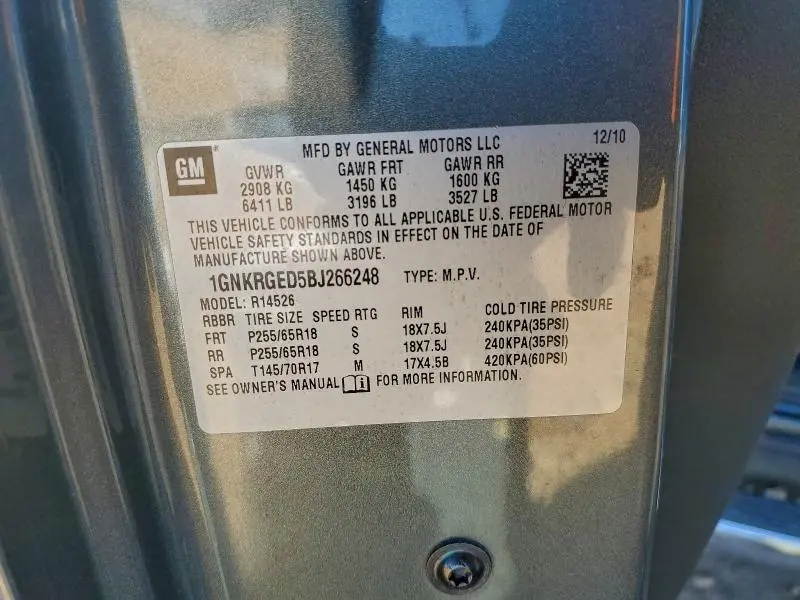 GM
MFD BY GENERAL MOTORS LLC 12/10
GVWR GAWR FRT GAWR RR
2908 KG 1450 KG 1600 KG
6411 LB 3196 LB 3527 LB
THIS VEHICLE CONFORMS TO ALL APPLICABLE U.S. FEDERAL MOTOR
VEHICLE SAFETY STANDARDS IN EFFECT ON THE DATE OF
MANUFACTURE SHOWN ABOVE.
1GNKRGED5BJ266248 TYPE: M.P.V.
MODEL: R14526
RBBR TIRE SIZE SPEED RTG RIM COLD TIRE PRESSURE
FRT P255/65R18 S 18X7.5J 240KPA(35PSI)
RR P255/65R18 S 18X7.5J 240KPA(35PSI)
SPA T145/70R17 M 17X4.5B 420KPA(60PSI)
SEE OWNER'S MANUAL FOR MORE INFORMATION.